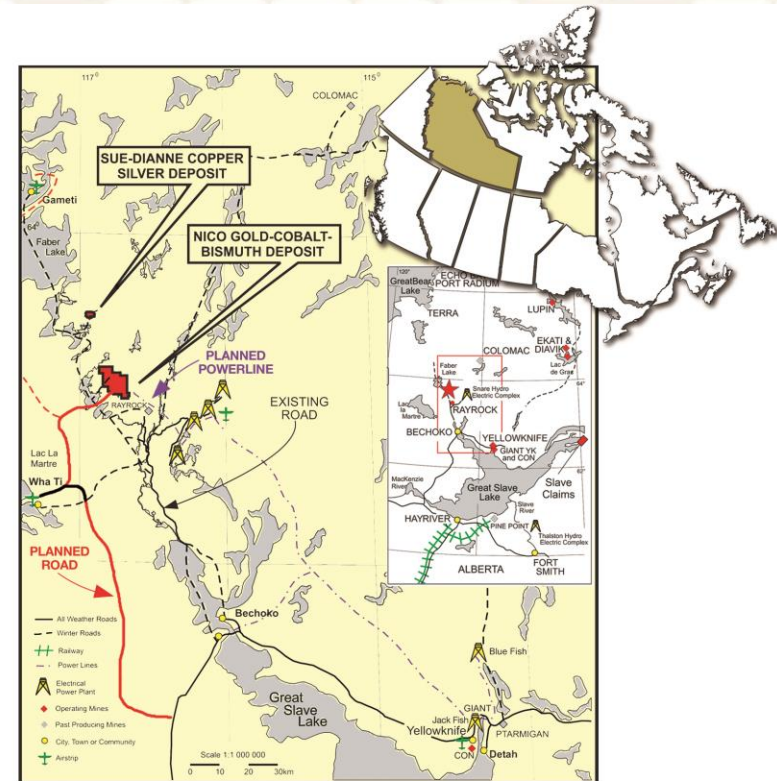 117°
115°
COLOMAC
SUE-DIANNE COPPER
SILVER DEPOSIT
Gameti
64°
Faber
Lake
NICO GOLD-COBALT-
BISMUTH DEPOSIT
PLANNED
POWERLINE
RAYROCK
EXISTING
ROAD
Lac La
Martre
Wha Ti
PLANNED
ROAD
Bechoko
All Weather Roads
Winter Roads
Railway
Power Lines
Electrical
Power Plant
Operating Mines
Past Producing Mines
City, Town or Community
Airstrip
Great
Slave
Lake
Scale 1:1 000 000
0 10 20 30km
Blue Fish
GIANT
Jack Fish
Yellowknife
PTARMIGAN
CON
Detah
120°
GreatBear
Lake
PORT RADIUM
TERRA
LUPIN
EKATI &
DIAVIK
COLOMAC
Lac
de Gras
Faber
Lake
64°
Snare Hydro
Electric Complex
Lac
la
Martre
RAYROCK
BECHOKO
YELLOWKNIFE
GIANT YK
and CON
MacKenzie
River
Great Slave
Lake
Slave
Claims
Slave
River
HAYRIVER
PINE POINT
Thalston Hydro
Electric Complex
ALBERTA
FORT
SMITH